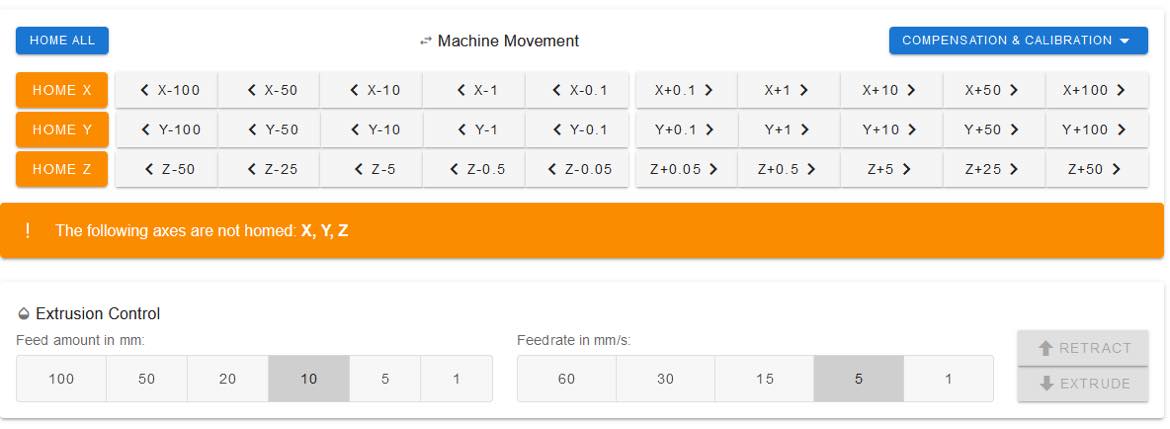 HOME ALL Machine Movement COMPENSATION & CALIBRATION
HOME X X-100 X-50 X-10 X-1 X-0.1 X+0.1 X+1 X+10 X+50 X+100
HOME Y Y-100 Y-50 Y-10 Y-1 Y-0.1 Y+0.1 Y+1 Y+10 Y+50 Y+100
HOME Z Z-50 Z-25 Z-5 Z-0.5 Z-0.05 Z+0.05 Z+0.5 Z+5 Z+25 Z+50
! The following axes are not homed: X, Y, Z
Extrusion Control
Feed amount in mm: Feedrate in mm/s:
RETRACT
100 50 20 10 5 1 60 30 15 5 1
EXTRUDE